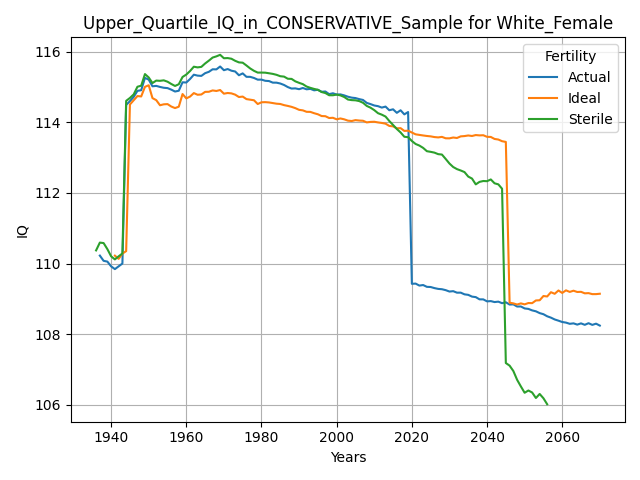 Upper_Quartile_IQ_in_CONSERVATIVE_Sample for White_Female
Fertility
Actual
Ideal
Sterile
IQ
116
114
112
110
108
106
1940
1960
1980
2000
2020
2040
2060
Years